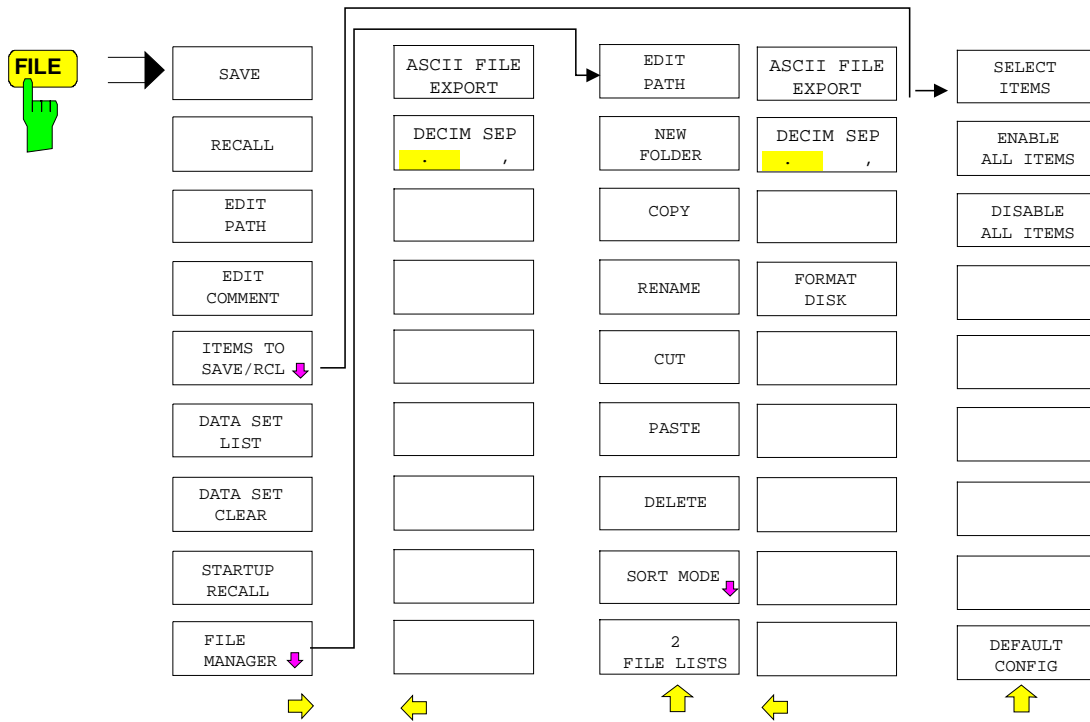 FILE
SAVE
RECALL
EDIT
PATH
EDIT
COMMENT
ITEMS TO
SAVE/RCL
DATA SET
LIST
DATA SET
CLEAR
STARTUP
RECALL
FILE
MANAGER
ASCII FILE
EXPORT
DECIM SEP
. ,
EDIT
PATH
NEW
FOLDER
COPY
RENAME
CUT
PASTE
DELETE
SORT MODE
2
FILE LISTS
ASCII FILE
EXPORT
DECIM SEP
. ,
FORMAT
DISK
SELECT
ITEMS
ENABLE
ALL ITEMS
DISABLE
ALL ITEMS
DEFAULT
CONFIG